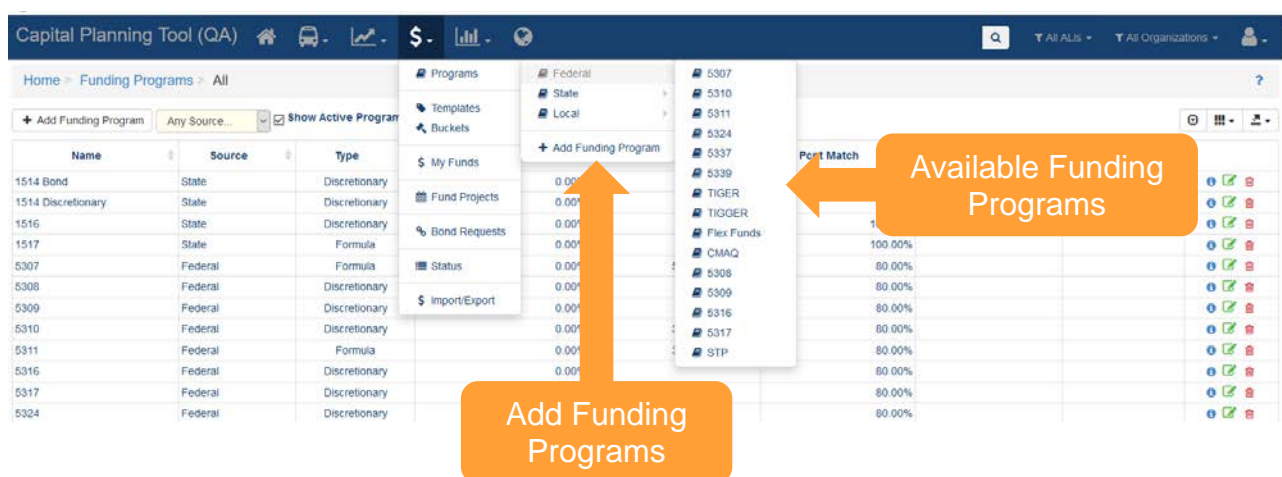 Capital Planning Tool (QA) $
All ALIs All Organizations
Home > Funding Programs > All ?
+ Add Funding Program Any Source... Show Active Program
Name Source Type Pcnt Match
1514 Bond State Discretionary 0.00%
1514 Discretionary State Discretionary 0.00%
1516 State Discretionary 0.00%
1517 State Formula 0.00% 100.00%
5307 Federal Formula 0.00% 80.00%
5308 Federal Discretionary 0.00% 80.00%
5309 Federal Discretionary 0.00% 80.00%
5310 Federal Discretionary 0.00% 80.00%
5311 Federal Formula 0.00% 80.00%
5316 Federal Discretionary 0.00% 80.00%
5317 Federal Discretionary 80.00%
5324 Federal Discretionary 80.00%
Programs
Templates
Buckets
$ My Funds
Fund Projects
Bond Requests
Status
$ Import/Export
Federal
State
Local
+ Add Funding Program
5307
5310
5311
5324
5337
5339
TIGER
TIGGER
Flex Funds
CMAQ
5308
5309
5316
5317
STP
Available Funding
Programs
Add Funding
Programs